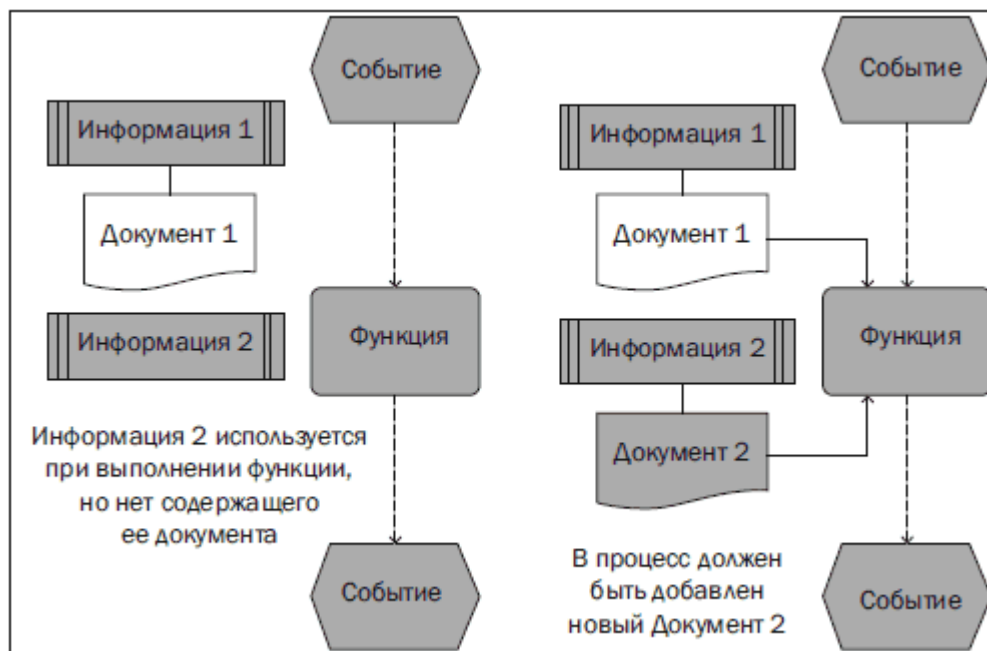 Событие
Информация 1
Документ 1
Информация 2
Функция
Информация 2 используется
при выполнении функции,
но нет содержащего
ее документа
Событие
Событие
Информация 1
Документ 1
Информация 2
Функция
Документ 2
В процесс должен
быть добавлен
новый Документ 2
Событие